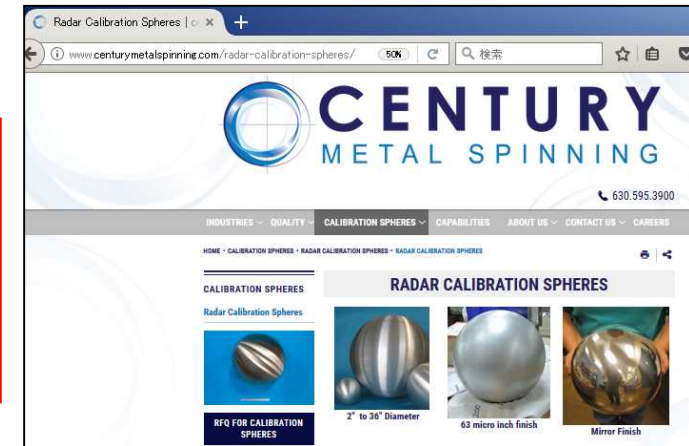 Radar Calibration Spheres | c
www.centurymetalspinning.com/radar-calibration-spheres/ 50% 検索
CENTURY
METAL SPINNING
630.595.3900
INDUSTRIES QUALITY CALIBRATION SPHERES CAPABILITIES ABOUT US CONTACT US CAREERS
HOME • CALIBRATION SPHERES • RADAR CALIBRATION SPHERES • RADAR CALIBRATION SPHERES
CALIBRATION SPHERES
RADAR CALIBRATION SPHERES
Radar Calibration Spheres
2" to 36" Diameter
63 micro inch finish
Mirror Finish
RFQ FOR CALIBRATION
SPHERES